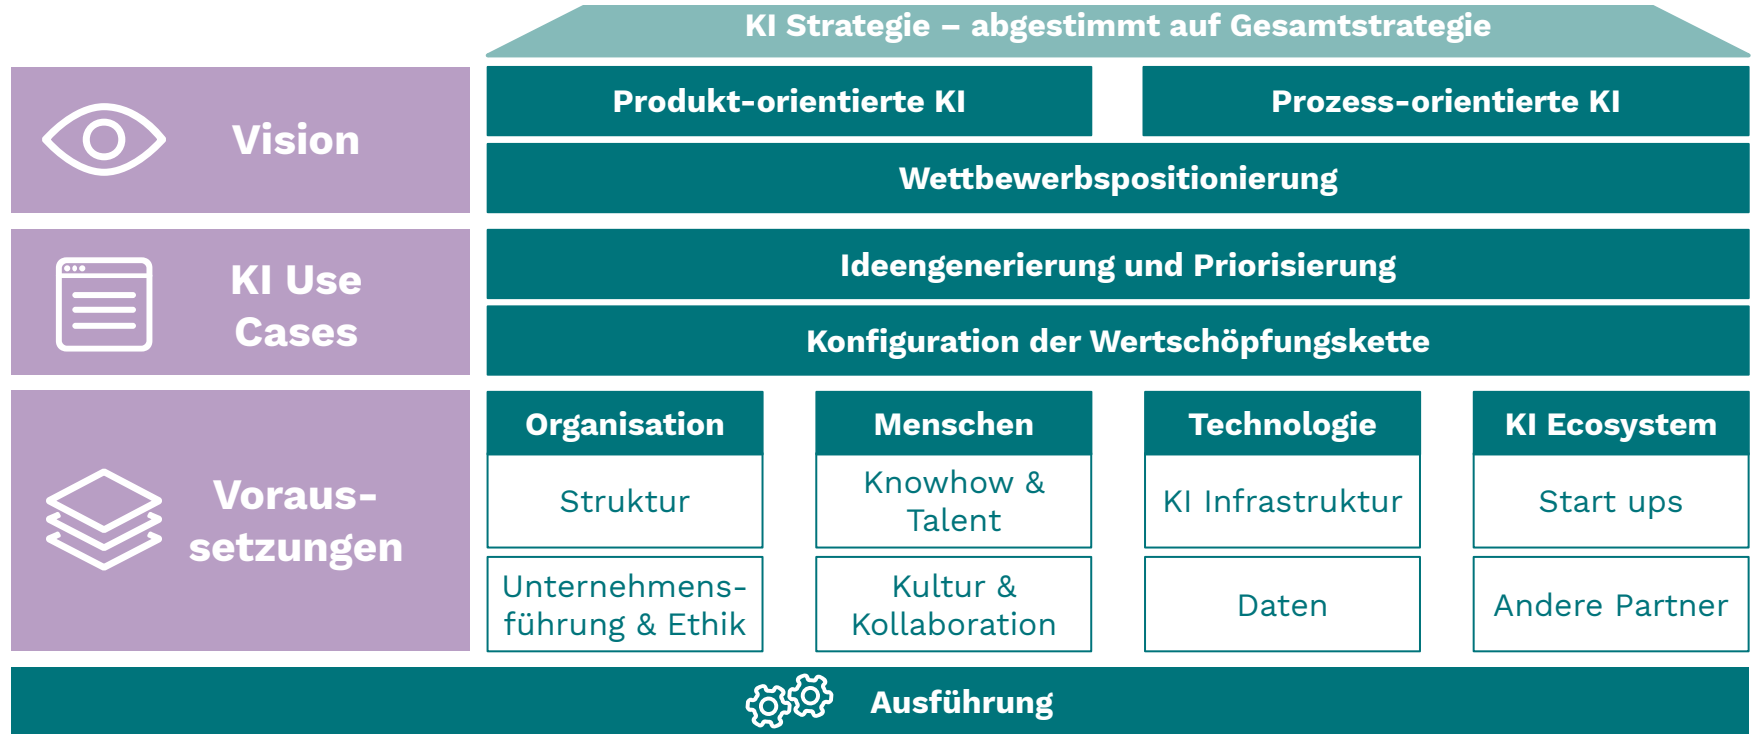 KI Strategie – abgestimmt auf Gesamtstrategie
Vision
Produkt-orientierte KI
Prozess-orientierte KI
Wettbewerbspositionierung
KI Use
Cases
Ideengenerierung und Priorisierung
Konfiguration der Wertschöpfungskette
Voraus-
setzungen
Organisation
Struktur
Unternehmens-
führung & Ethik
Menschen
Knowhow &
Talent
Kultur &
Kollaboration
Technologie
KI Infrastruktur
Daten
KI Ecosystem
Start ups
Andere Partner
Ausführung